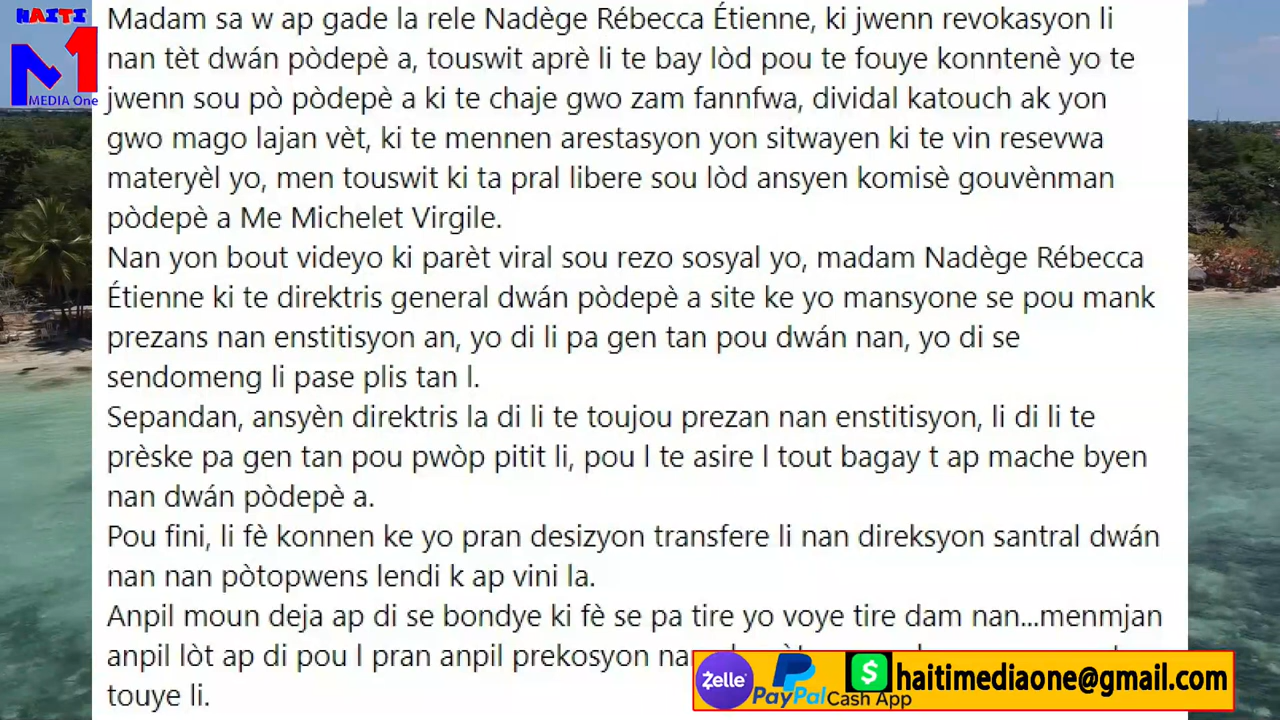 HAITI
M1
MEDIA One
Madam sa w ap gade la rele Nadège Rébecca Étienne, ki jwenn revokasyon li
nan tèt dwán pòdepè a, touswit aprè li te bay lòd pou te fouye konntenè yo te
jwenn sou pò pòdepè a ki te chaje gwo zam fannfwa, dividal katouch ak yon
gwo mago lajan vèt, ki te mennen arestasyon yon sitwayen ki te vin resevwa
materyèl yo, men touswit ki ta pral libere sou lòd ansyen komisè gouvènman
pòdepè a Me Michelet Virgile.
Nan yon bout videyo ki parèt viral sou rezo sosyal yo, madam Nadège Rébecca
Étienne ki te direktris general dwán pòdepè a site ke yo mansyone se pou mank
prezans nan enstitisyon an, yo di li pa gen tan pou dwán nan, yo di se
sendomeng li pase plis tan l.
Sepandan, ansyèn direktris la di li te toujou prezan nan enstitisyon, li di li te
prèske pa gen tan pou pwòp pitit li, pou l te asire l tout bagay t ap mache byen
nan dwán pòdepè a.
Pou fini, li fè konnen ke yo pran desizyon transfere li nan direksyon santral dwán
nan nan pòtopwens lendi k ap vini la.
Anpil moun deja ap di se bondye ki fè se pa tire yo voye tire dam nan...menmjan
anpil lòt ap di pou l pran anpil prekosyon
touye li.
Zelle
PayPal
$
Cash App
haitimediaone@gmail.com